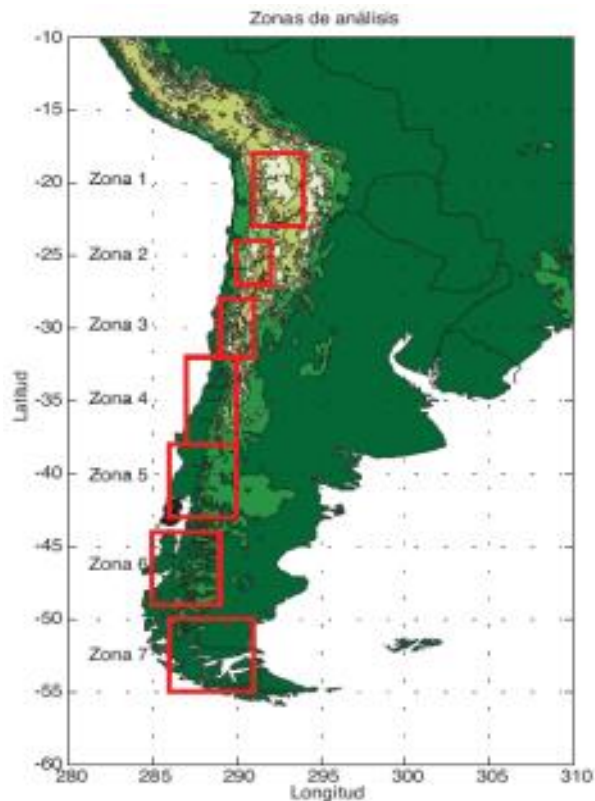 Zonas de análisis
-10
-15
Zona 1
-20
Zona 2
-25
Zona 3
-30
Latitud
Zona 4
-35
Zona 5
-40
Zona 6
-45
-50
Zona 7
-55
-60
280 285 290 295 300 305 310
Longitud